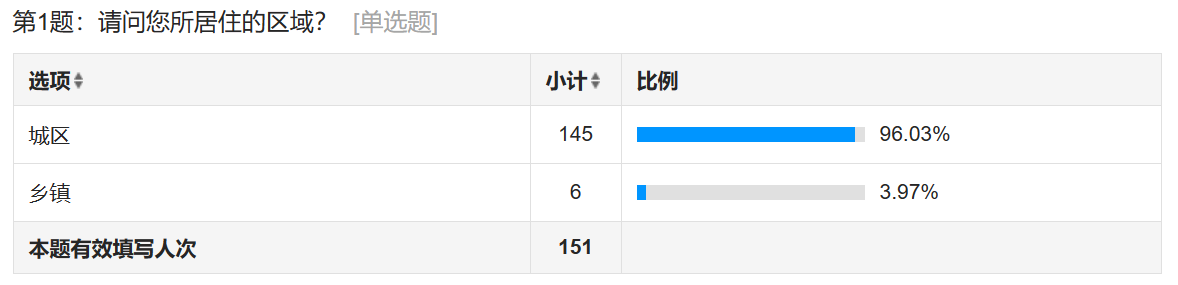 第1题：请问您所居住的区域？ [单选题]
选项 小计 比例
城区 145 96.03%
乡镇 6 3.97%
本题有效填写人次 151